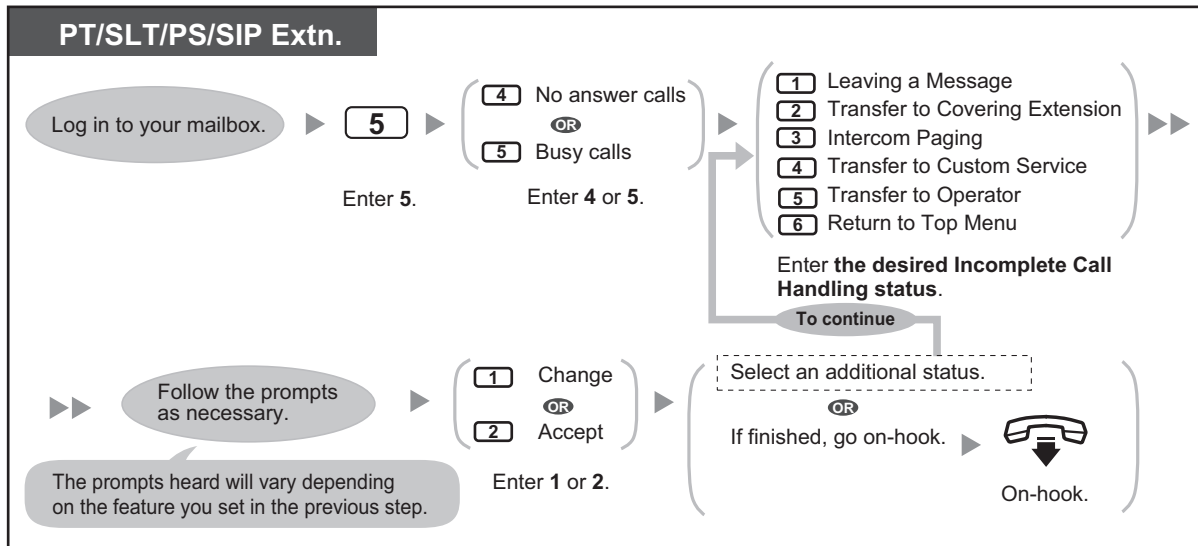 PT/SLT/PS/SIP Extn.
Log in to your mailbox.
5
Enter 5.
4 No answer calls
OR
5 Busy calls
Enter 4 or 5.
1 Leaving a Message
2 Transfer to Covering Extension
3 Intercom Paging
4 Transfer to Custom Service
5 Transfer to Operator
6 Return to Top Menu
Enter the desired Incomplete Call
Handling status.
To continue
Follow the prompts
as necessary.
The prompts heard will vary depending
on the feature you set in the previous step.
1 Change
OR
2 Accept
Enter 1 or 2.
Select an additional status.
OR
If finished, go on-hook.
On-hook.